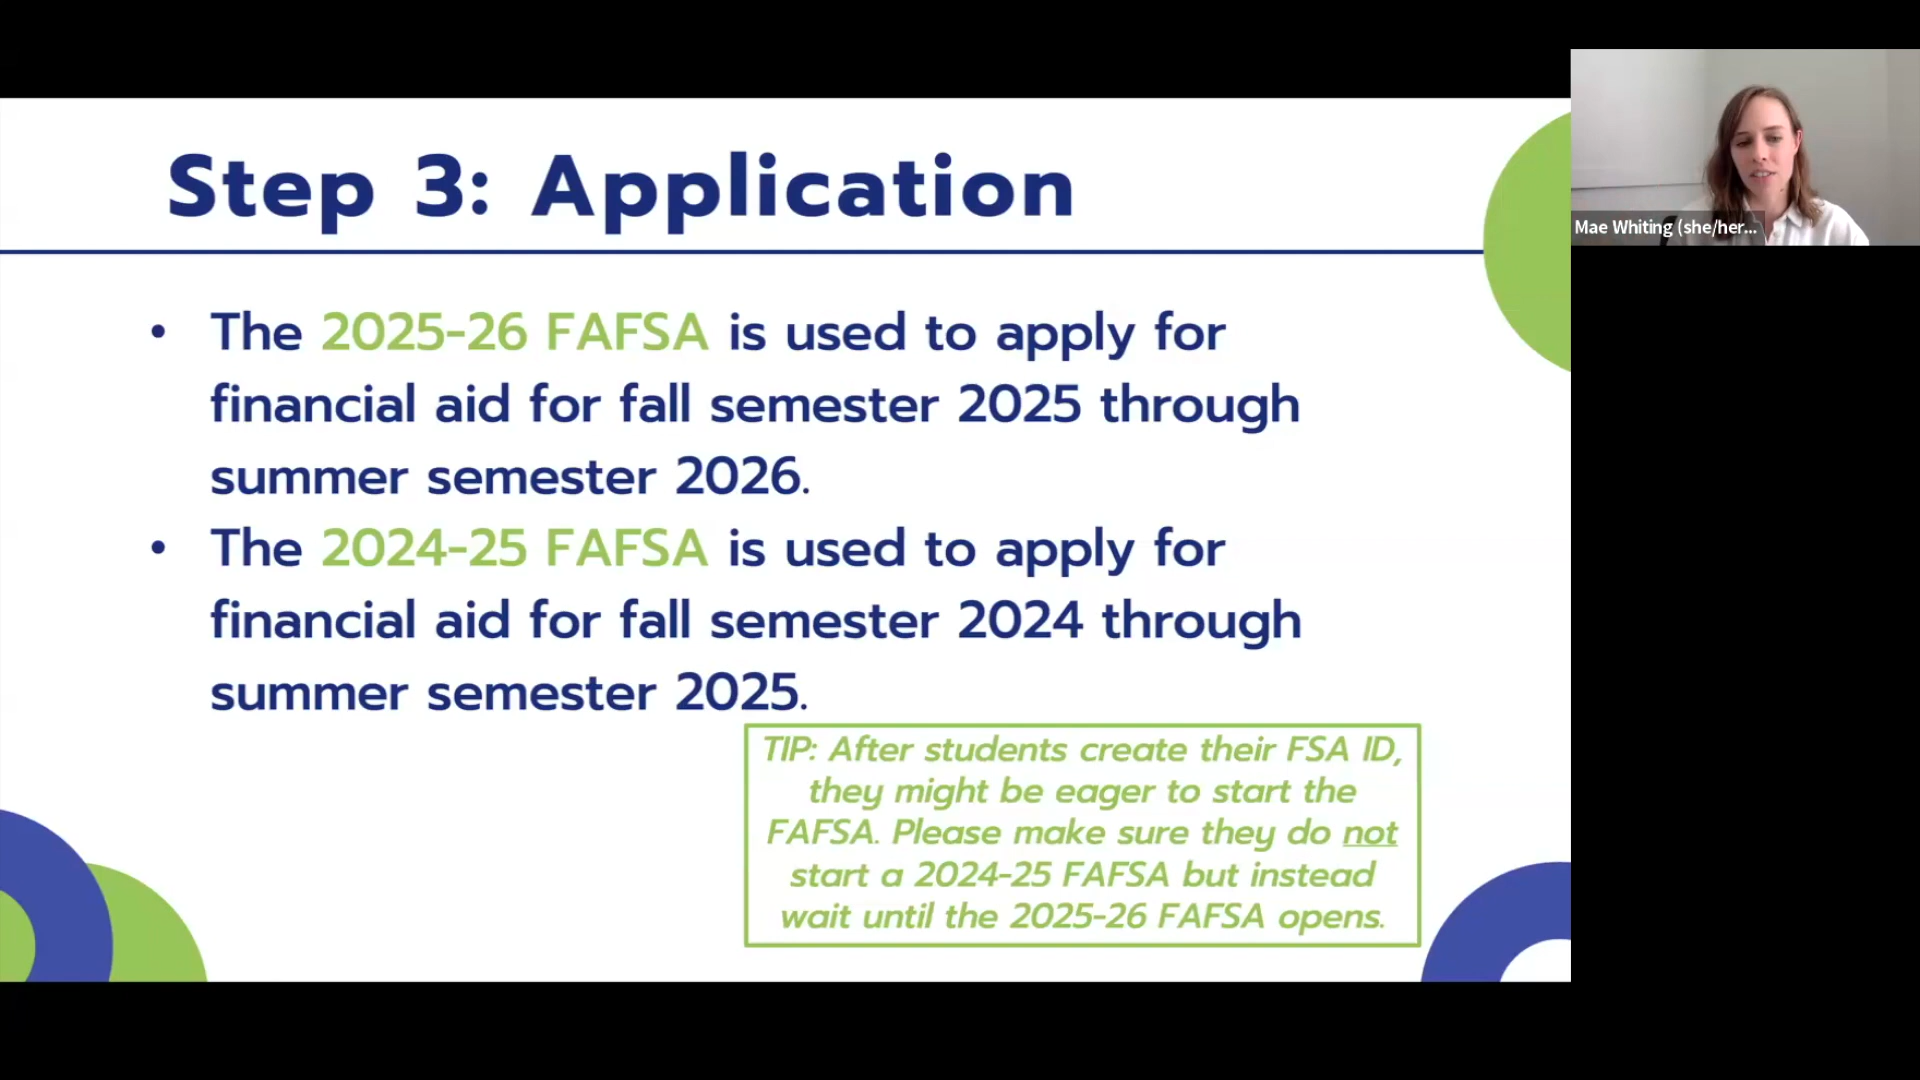 Step 3: Application
• The 2025-26 FAFSA is used to apply for
financial aid for fall semester 2025 through
summer semester 2026.
• The 2024-25 FAFSA is used to apply for
financial aid for fall semester 2024 through
summer semester 2025.
TIP: After students create their FSA ID,
they might be eager to start the
FAFSA. Please make sure they do not
start a 2024-25 FAFSA but instead
wait until the 2025-26 FAFSA opens.
Mae Whiting (she/her...